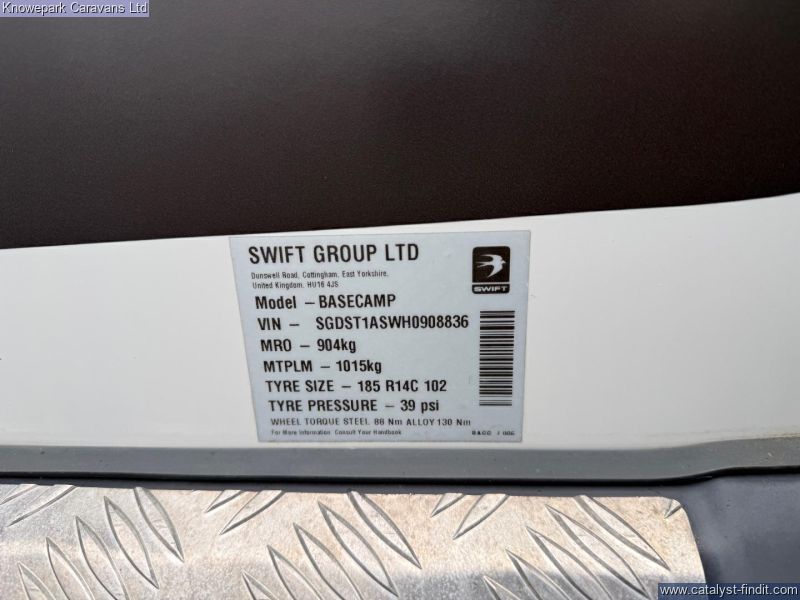 Knowepark Caravans Ltd
SWIFT GROUP LTD
Dunswell Road, Cottingham, East Yorkshire,
United Kingdom, HU16 4JS
SWIFT
Model – BASECAMP
VIN – SGDST1ASWH0908836
MRO – 904kg
MTPLM – 1015kg
TYRE SIZE – 185 R14C 102
TYRE PRESSURE – 39 psi
WHEEL TORQUE STEEL 88 Nm ALLOY 130 Nm
For More Information Consult Your Handbook
www.catalyst-findit.com